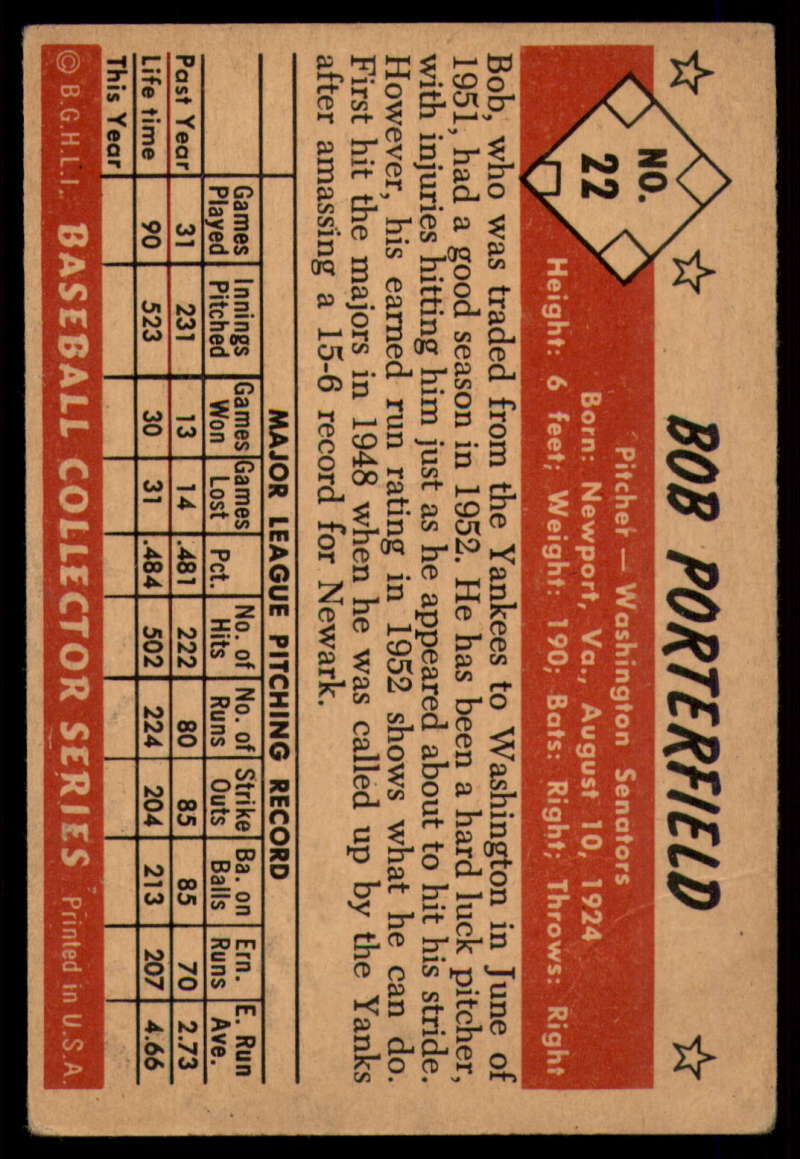 BOB PORTERFIELD
NO.
22
Pitcher — Washington Senators
Born: Newport, Va., August 10, 1924
Height: 6 feet; Weight: 190; Bats: Right; Throws: Right
Bob, who was traded from the Yankees to Washington in June of
1951, had a good season in 1952. He has been a hard luck pitcher,
with injuries hitting him just as he appeared about to hit his stride.
However, his earned run rating in 1952 shows what he can do.
First hit the majors in 1948 when he was called up by the Yanks
after amassing a 15-6 record for Newark.
MAJOR LEAGUE PITCHING RECORD
Games Played Innings Pitched Games Won Games Lost Pct. No. of Hits No. of Runs Strike Outs Ba. on Balls Ern. Runs E. Run Ave.
Past Year 31 231 13 14 .481 222 80 85 85 70 2.73
Life time 90 523 30 31 .484 502 224 204 213 207 4.66
This Year
© B.G.H.L.I. BASEBALL COLLECTOR SERIES Printed in U.S.A.